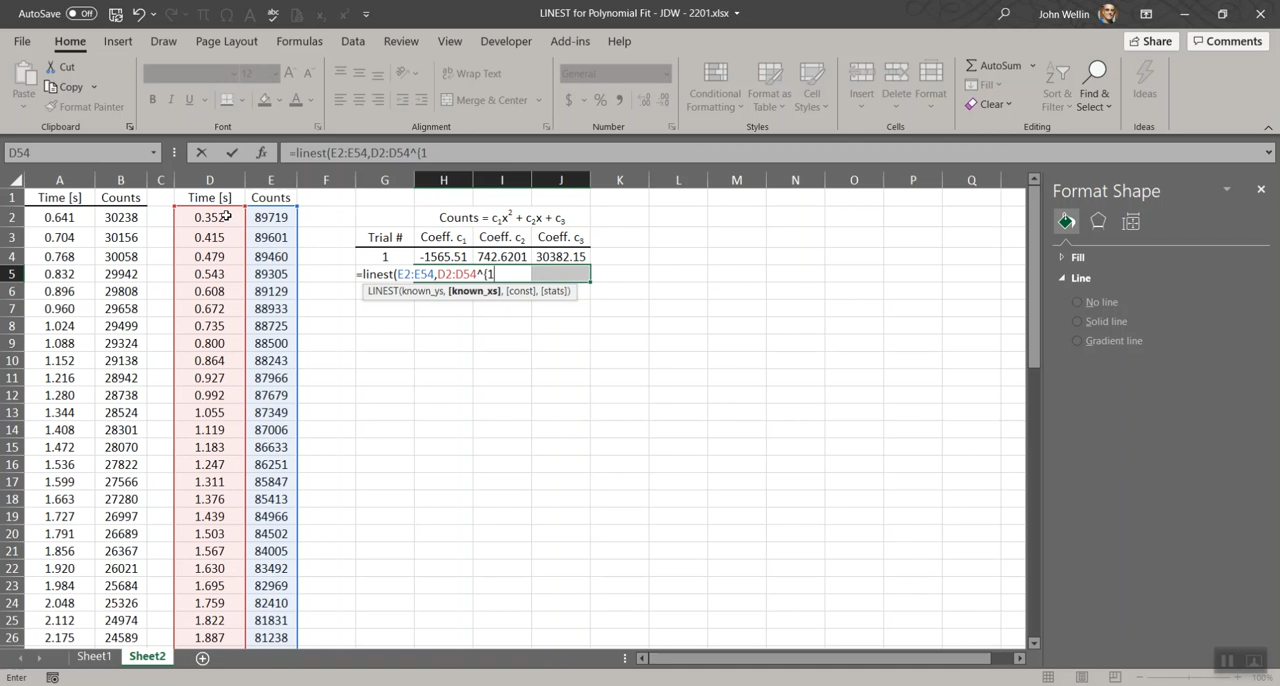 AutoSave Off
LINEST for Polynomial Fit - JDW - 2201.xlsx
John Wellin
File Home Insert Draw Page Layout Formulas Data Review View Developer Add-ins Help
Share Comments
Paste
Cut
Copy
Format Painter
12
B I U
Wrap Text
Merge & Center
General
$ % ,
Conditional Formatting
Format as Table
Cell Styles
Insert Delete Format
AutoSum
Fill
Clear
Sort & Filter
Find & Select
Ideas
Clipboard Font Alignment Number Styles Cells Editing Ideas
D54 fx =linest(E2:E54,D2:D54^{1
A B C D E F G H I J K L M N O P Q
1 Time [s] Counts Time [s] Counts
2 0.641 30238 0.352 89719 Counts = c₁x² + c₂x + c₃
3 0.704 30156 0.415 89601 Trial # Coeff. c₁ Coeff. c₂ Coeff. c₃
4 0.768 30058 0.479 89460 1 -1565.51 742.6201 30382.15
5 0.832 29942 0.543 89305 =linest(E2:E54,D2:D54^{1
6 0.896 29808 0.608 89129 LINEST(known_ys, [known_xs], [const], [stats])
7 0.960 29658 0.672 88933
8 1.024 29499 0.735 88725
9 1.088 29324 0.800 88500
10 1.152 29138 0.864 88243
11 1.216 28942 0.927 87966
12 1.280 28738 0.992 87679
13 1.344 28524 1.055 87349
14 1.408 28301 1.119 87006
15 1.472 28070 1.183 86633
16 1.536 27822 1.247 86251
17 1.599 27566 1.311 85847
18 1.663 27280 1.376 85413
19 1.727 26997 1.439 84966
20 1.791 26689 1.503 84502
21 1.856 26367 1.567 84005
22 1.920 26021 1.630 83492
23 1.984 25684 1.695 82969
24 2.048 25326 1.759 82410
25 2.112 24974 1.822 81831
26 2.175 24589 1.887 81238
Format Shape
Fill
Line
No line
Solid line
Gradient line
Sheet1 Sheet2
Enter
100%